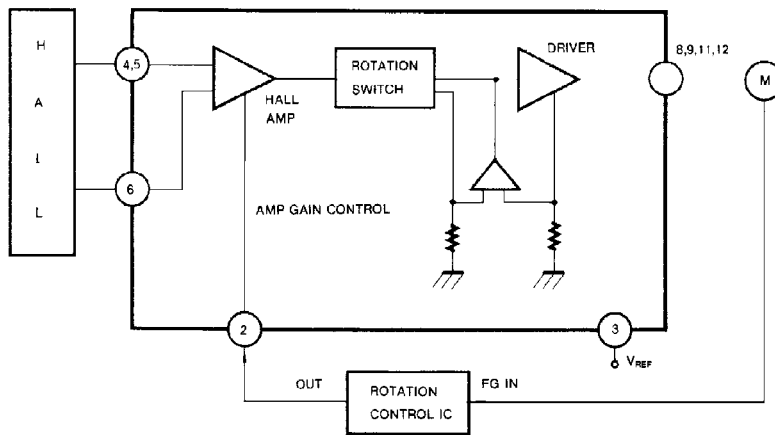 H
A
L
L
4,5
6
HALL
AMP
ROTATION
SWITCH
DRIVER
8,9,11,12
M
AMP GAIN CONTROL
2
3
VREF
OUT
ROTATION
CONTROL IC
FG IN